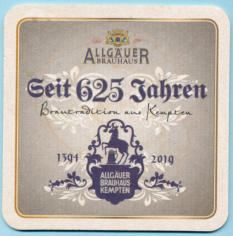 ALLGÄUER
BRAUHAUS
Seit 625 Jahren
Brautradition aus Kempten
1394 2019
ALLGÄUER
BRAUHAUS
KEMPTEN